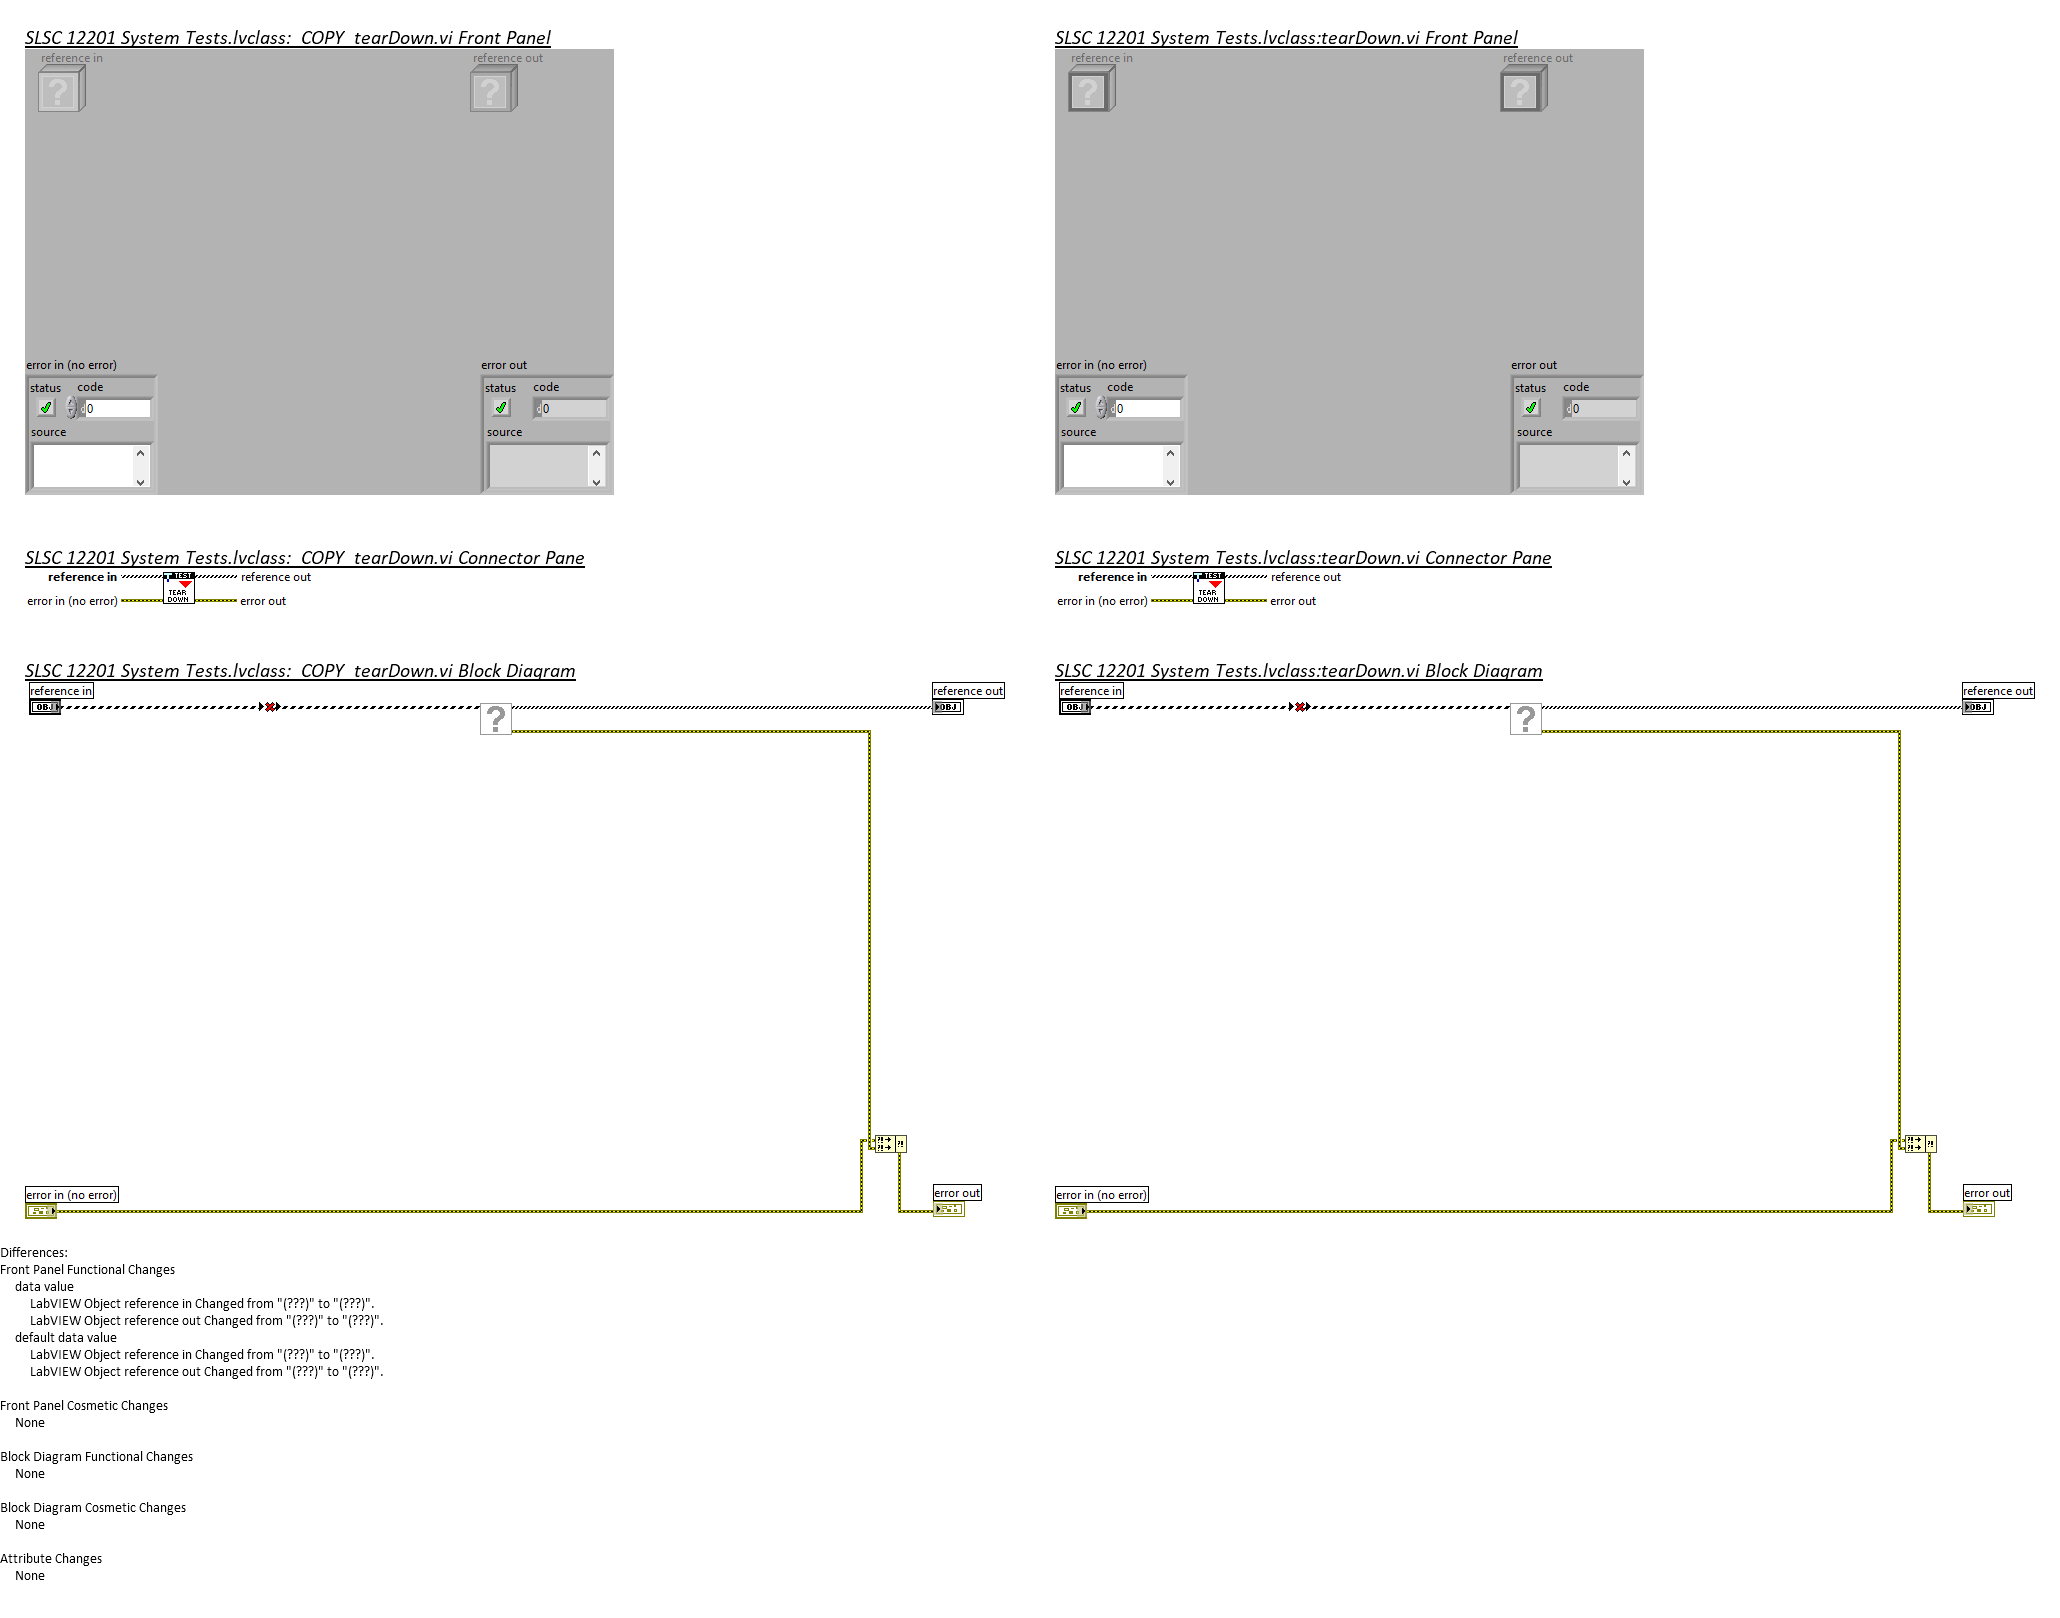 SLSC 12201 System Tests.lvclass:_COPY_tearDown.vi Front Panel
reference in
reference out
?
?
error in (no error)
status
code
d
0
source
error out
status
code
d
0
source
SLSC 12201 System Tests.lvclass:tearDown.vi Front Panel
reference in
reference out
?
?
error in (no error)
status
code
d
0
source
error out
status
code
d
0
source
SLSC 12201 System Tests.lvclass:_COPY_tearDown.vi Connector Pane
reference in
TEST
TEAR
DOWN
reference out
error in (no error)
error out
SLSC 12201 System Tests.lvclass:tearDown.vi Connector Pane
reference in
TEST
TEAR
DOWN
reference out
error in (no error)
error out
SLSC 12201 System Tests.lvclass:_COPY_tearDown.vi Block Diagram
reference in
OBJ
?
reference out
OBJ
?!
?!
?!
error in (no error)
error out
SLSC 12201 System Tests.lvclass:tearDown.vi Block Diagram
reference in
OBJ
?
reference out
OBJ
?!
?!
?!
error in (no error)
error out
Differences:
Front Panel Functional Changes
data value
LabVIEW Object reference in Changed from "(???)" to "(???)".
LabVIEW Object reference out Changed from "(???)" to "(???)".
default data value
LabVIEW Object reference in Changed from "(???)" to "(???)".
LabVIEW Object reference out Changed from "(???)" to "(???)".
Front Panel Cosmetic Changes
None
Block Diagram Functional Changes
None
Block Diagram Cosmetic Changes
None
Attribute Changes
None